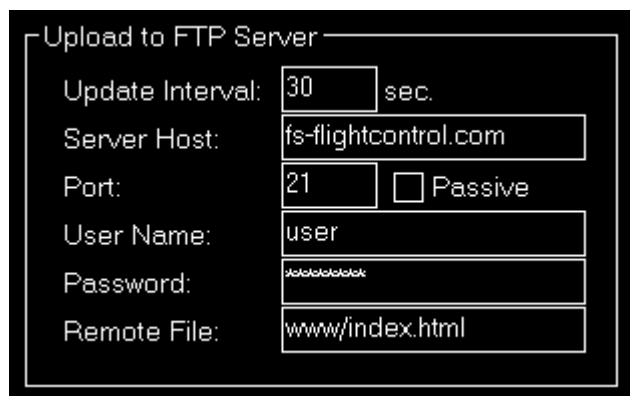 Upload to FTP Server
Update Interval: 30 sec.
Server Host: fs-flightcontrol.com
Port: 21 Passive
User Name: user
Password: *********
Remote File: www/index.html